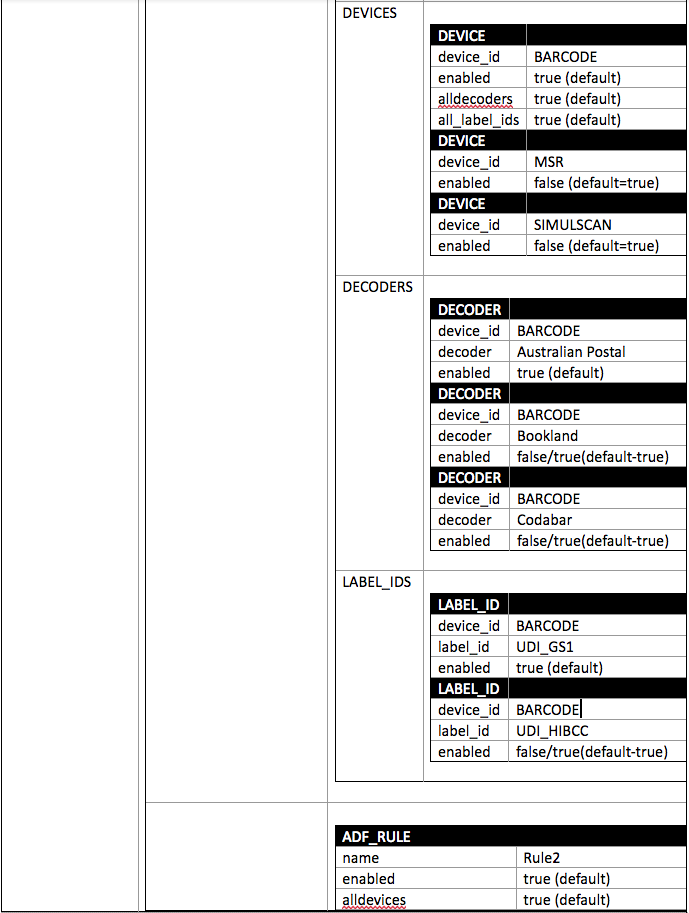 DEVICES
DEVICE
device_id BARCODE
enabled true (default)
alldecoders true (default)
all_label_ids true (default)
DEVICE
device_id MSR
enabled false (default=true)
DEVICE
device_id SIMULSCAN
enabled false (default=true)
DECODERS
DECODER
device_id BARCODE
decoder Australian Postal
enabled true (default)
DECODER
device_id BARCODE
decoder Bookland
enabled false/true(default-true)
DECODER
device_id BARCODE
decoder Codabar
enabled false/true(default-true)
LABEL_IDS
LABEL_ID
device_id BARCODE
label_id UDI_GS1
enabled true (default)
LABEL_ID
device_id BARCODE
label_id UDI_HIBCC
enabled false/true(default-true)
ADF_RULE
name Rule2
enabled true (default)
alldevices true (default)